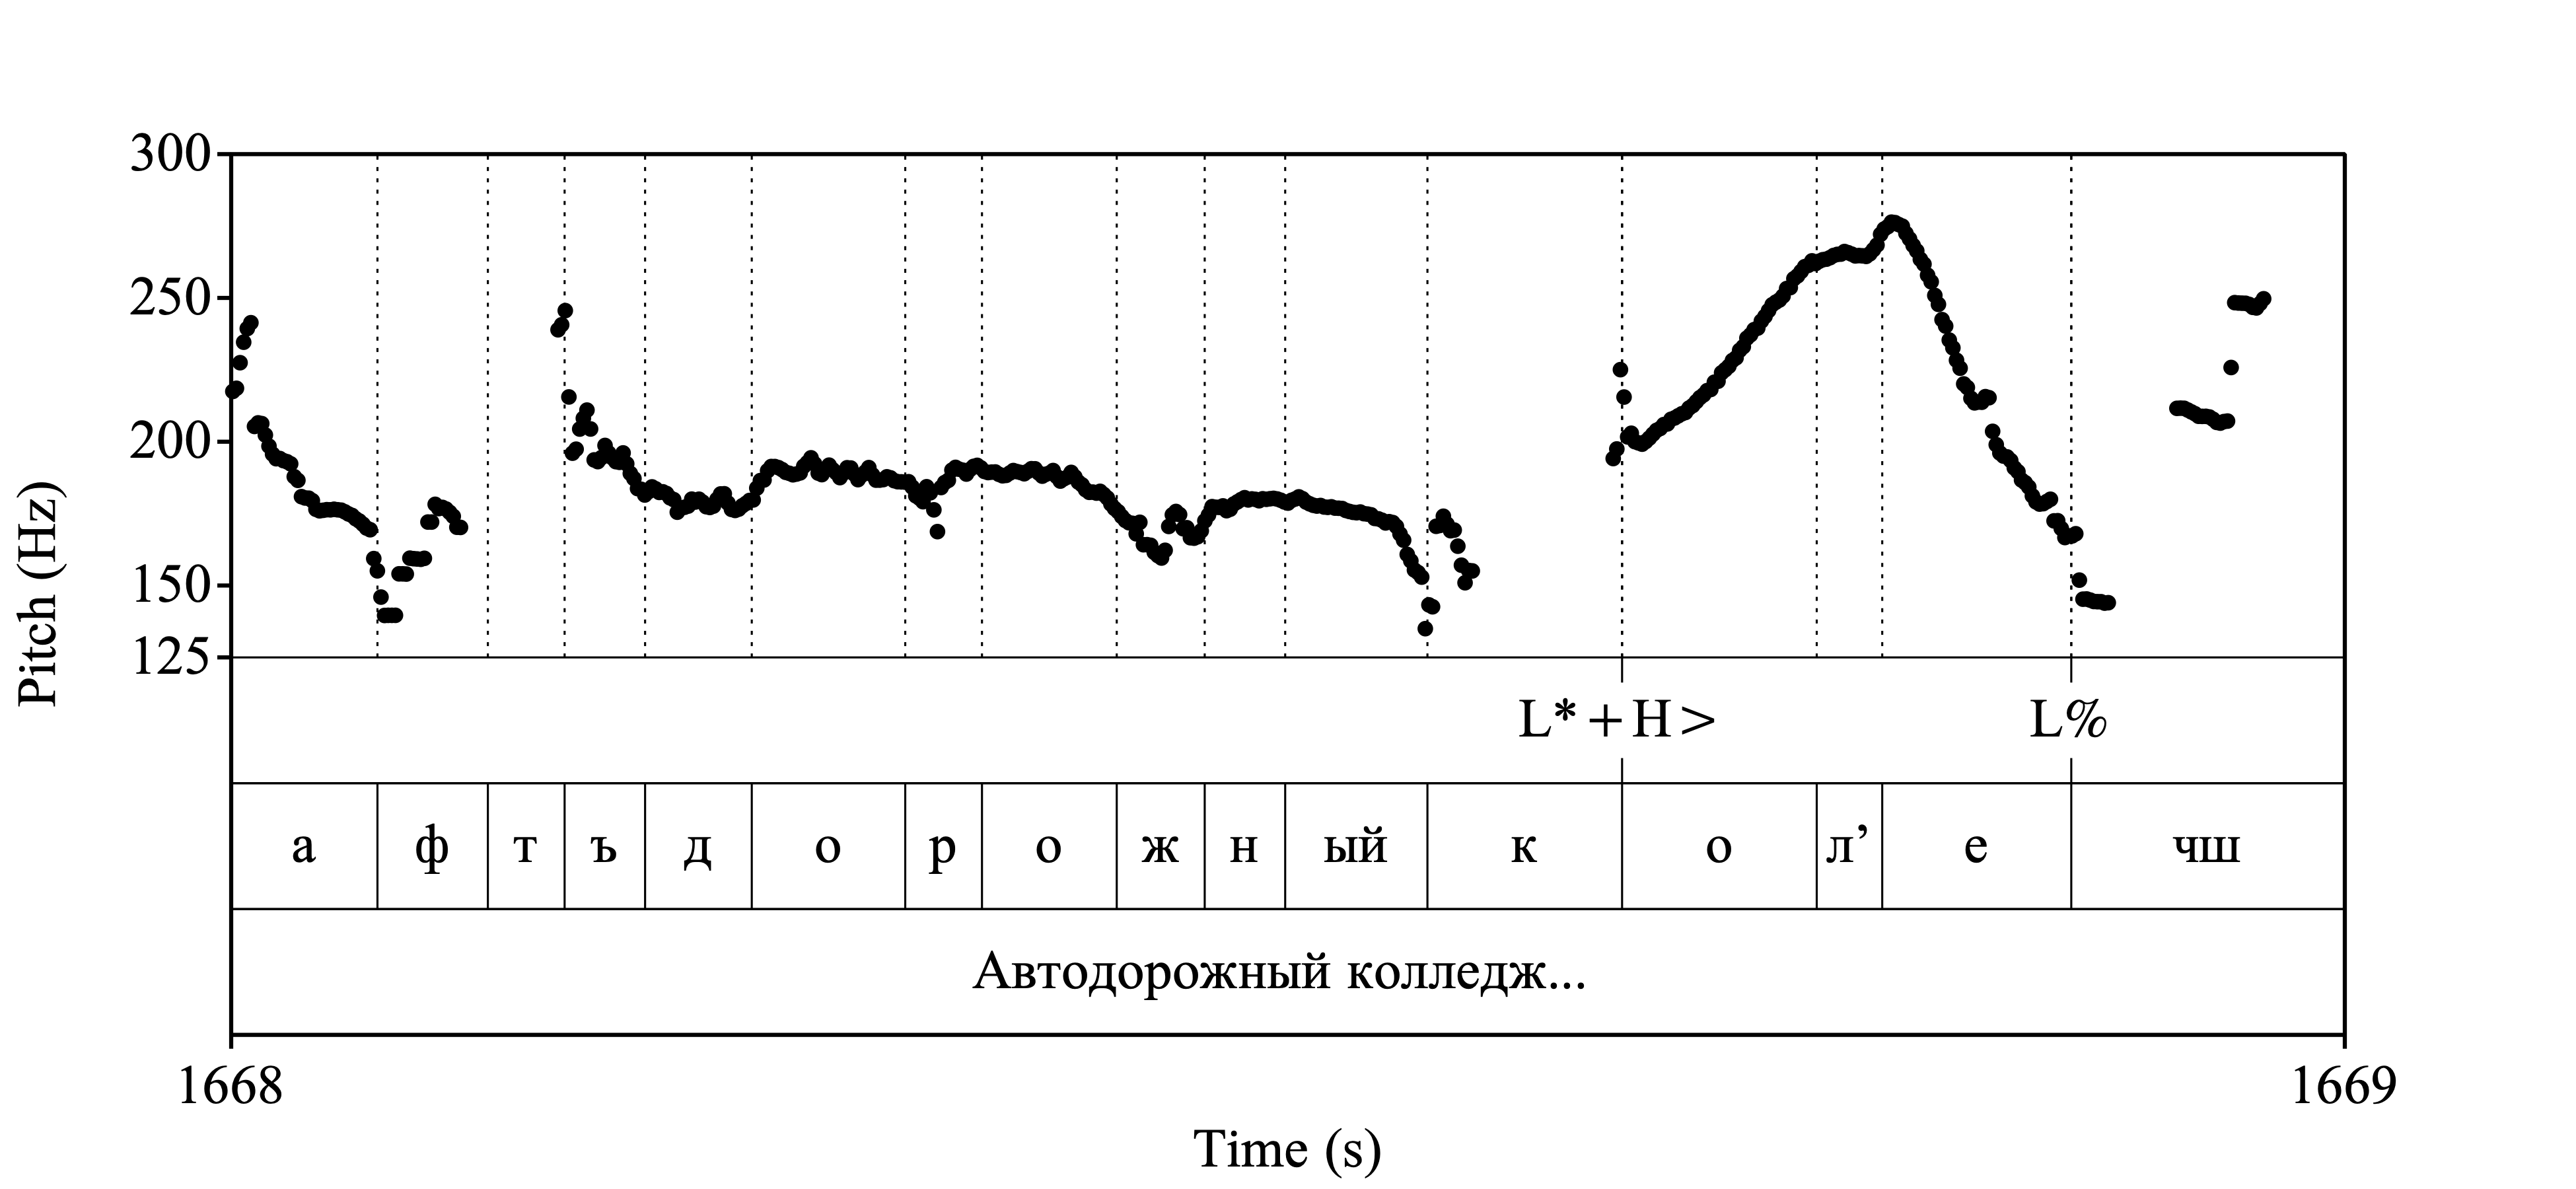 300
250
200
150
125
Pitch (Hz)
L*+H> L%
а ф т ъ д о р о ж н ый к о л’ е чш
Автодорожный колледж...
1668 1669
Time (s)